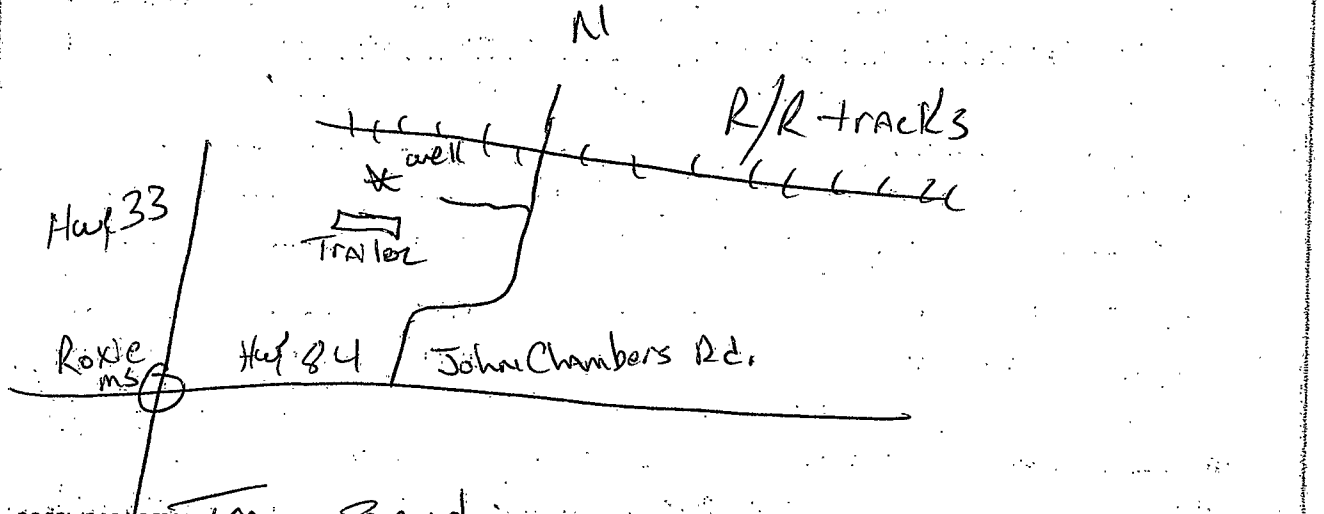 N
R/R tracks
well
Hwy 33
Trailer
Roxie
ms
Hwy 84
John Chambers Rd.